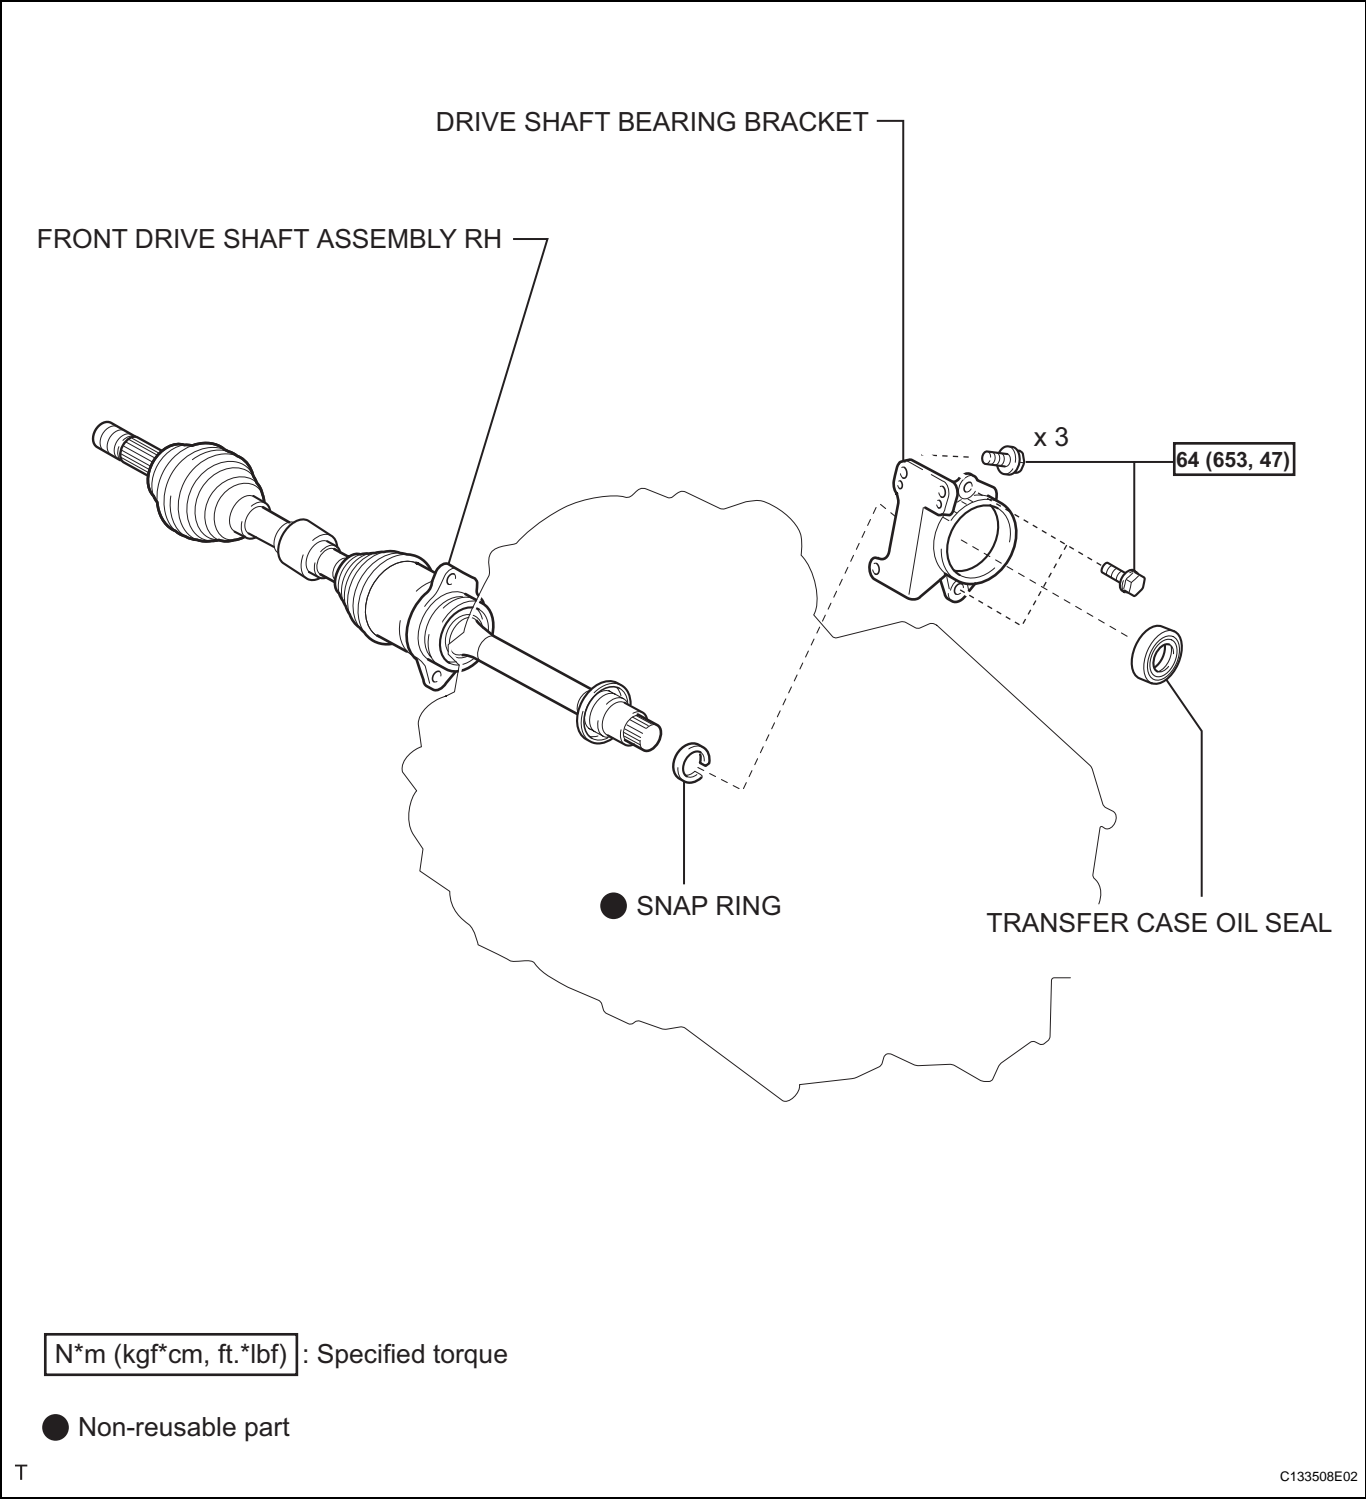 DRIVE SHAFT BEARING BRACKET
FRONT DRIVE SHAFT ASSEMBLY RH
x 3
64 (653, 47)
SNAP RING
TRANSFER CASE OIL SEAL
N*m (kgf*cm, ft.*lbf) : Specified torque
Non-reusable part
T
C133508E02